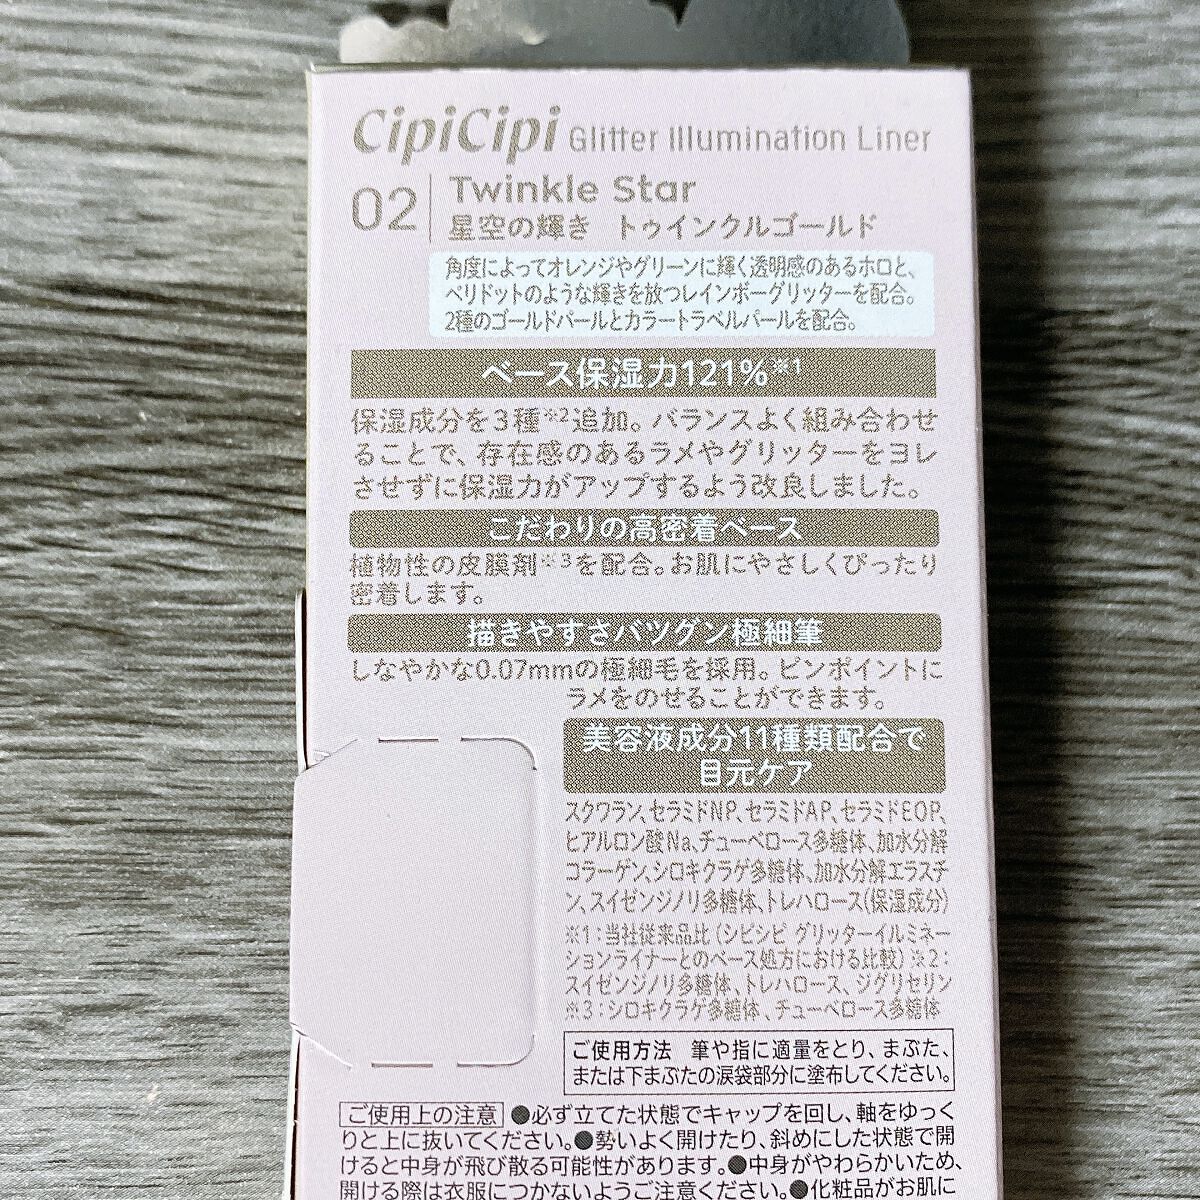 CipiCipi Glitter Illumination Liner
02 Twinkle Star
星空の輝き トゥインクルゴールド
角度によってオレンジやグリーンに輝く透明感のあるホロと、
ペリドットのような輝きを放つレインボーグリッターを配合。
2種のゴールドパールとカラートラベルパールを配合。
ベース保湿力121%※1
保湿成分を3種※2追加。バランスよく組み合わせ
ることで、存在感のあるラメやグリッターをヨレ
させずに保湿力がアップするよう改良しました。
こだわりの高密着ベース
植物性の皮膜剤※3を配合。お肌にやさしくぴったり
密着します。
描きやすさバツグン極細筆
しなやかな0.07mmの極細毛を採用。ピンポイントに
ラメをのせることができます。
美容液成分11種類配合で
目元ケア
スクワラン、セラミドNP、セラミドAP、セラミドEOP、
ヒアルロン酸Na、チューベロース多糖体、加水分解
コラーゲン、シロキクラゲ多糖体、加水分解エラスチ
ン、スイゼンジノリ多糖体、トレハロース(保湿成分)
※1:当社従来品比(シピシピ グリッターイルミネー
ションライナーとのベース処方における比較)※2:
スイゼンジノリ多糖体、トレハロース、ジグリセリン
※3:シロキクラゲ多糖体、チューベロース多糖体
ご使用方法 筆や指に適量をとり、まぶた、
または下まぶたの涙袋部分に塗布してください。
ご使用上の注意 ●必ず立てた状態でキャップを回し、軸をゆっく
りと上に抜いてください。●勢いよく開けたり、斜めにした状態で開
けると中身が飛び散る可能性があります。●中身がやわらかいため、
開ける際は衣服につかないようご注意ください。●化粧品がお肌に